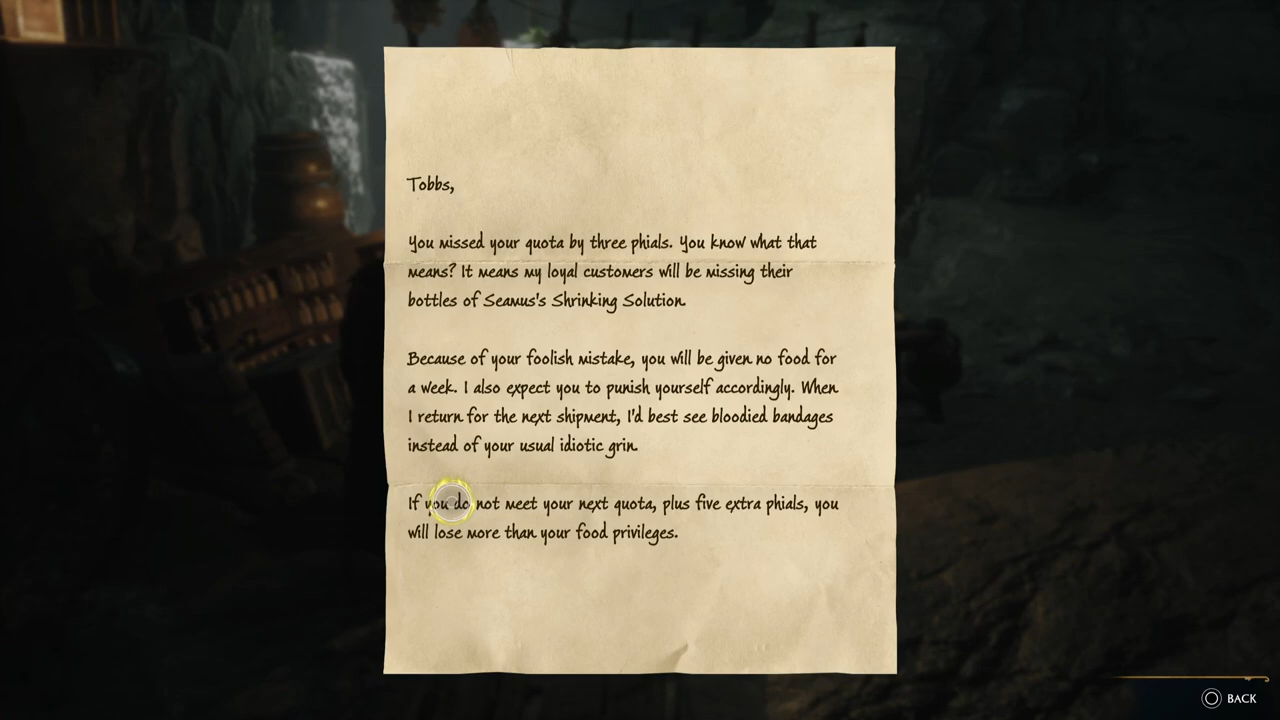 Tobbs,
You missed your quota by three phials. You know what that
means? It means my loyal customers will be missing their
bottles of Seamus's Shrinking Solution.
Because of your foolish mistake, you will be given no food for
a week. I also expect you to punish yourself accordingly. When
I return for the next shipment, I'd best see bloodied bandages
instead of your usual idiotic grin.
If you do not meet your next quota, plus five extra phials, you
will lose more than your food privileges.
BACK